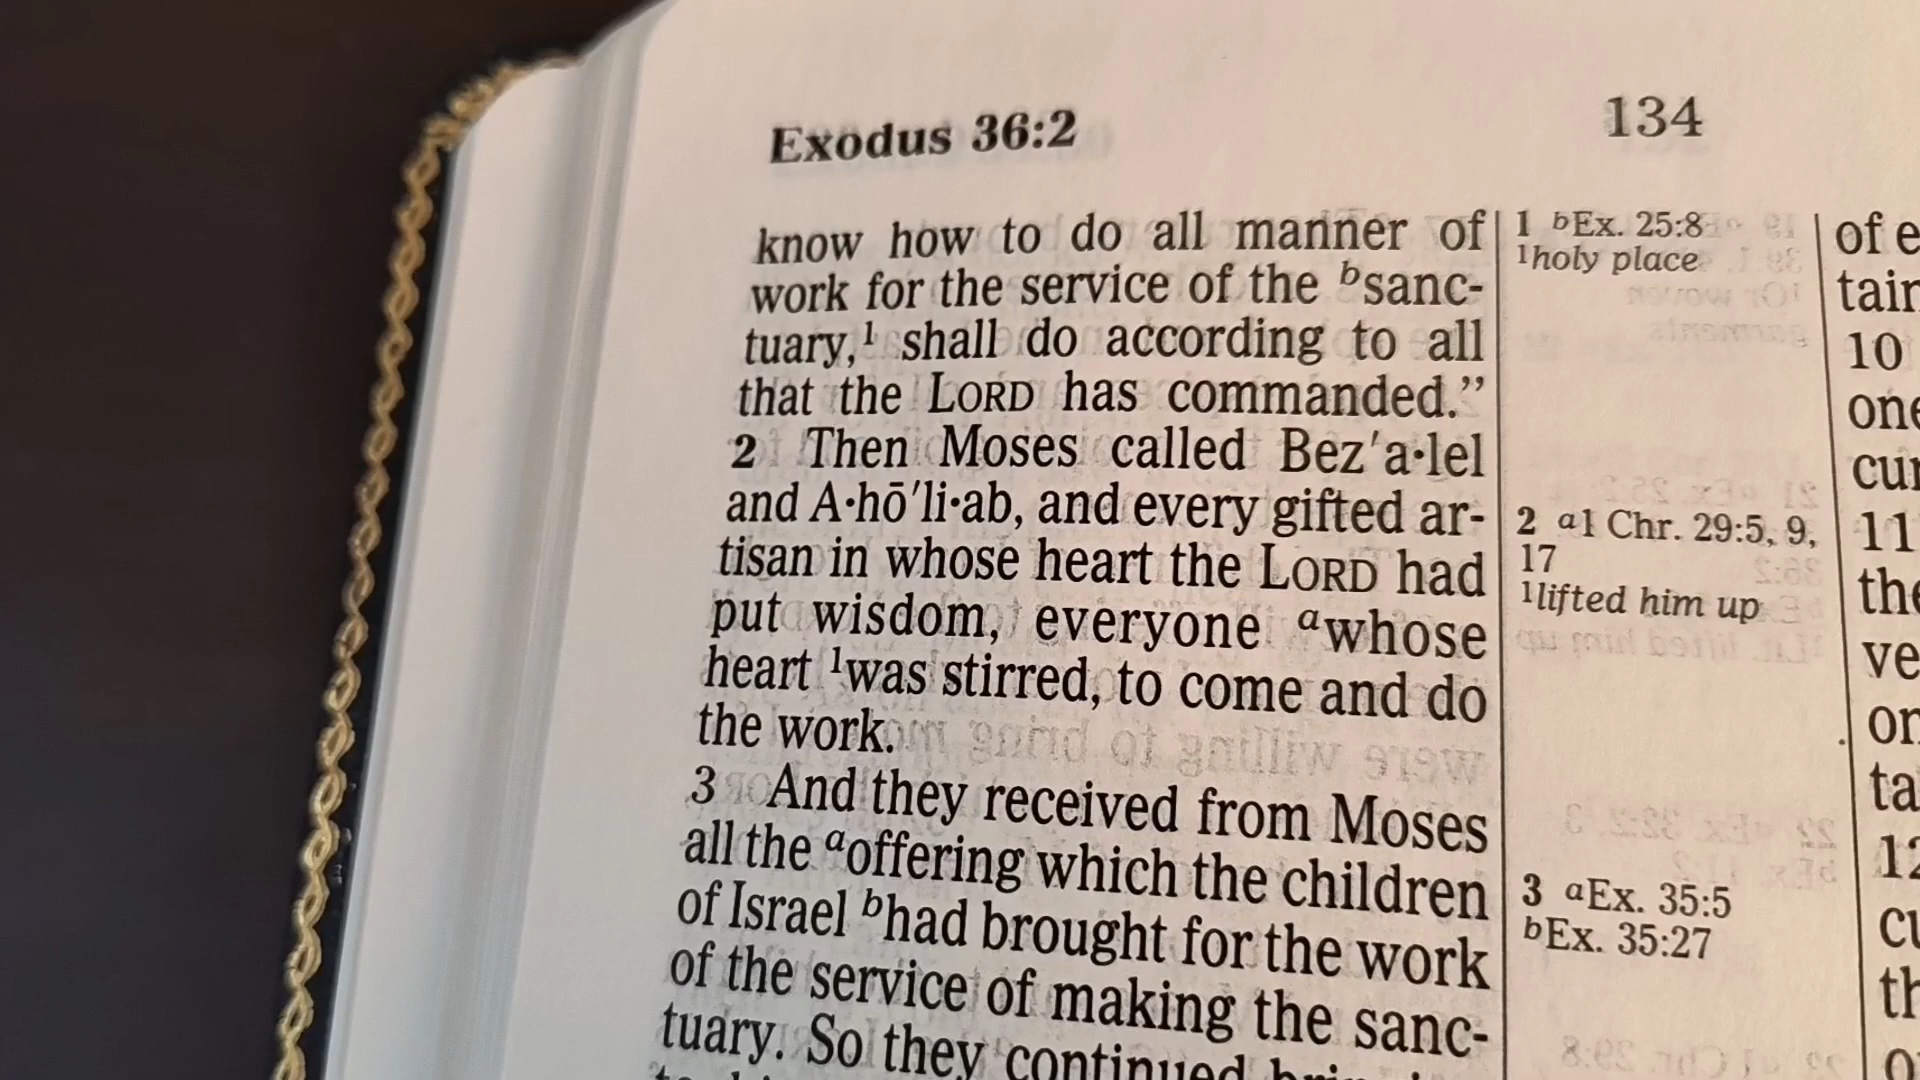 Exodus 36:2
134
know how to do all manner of
work for the service of the bsanc-
tuary,1 shall do according to all
that the LORD has commanded.”
2 Then Moses called Bez'a·lel
and A·hō'li·ab, and every gifted ar-
tisan in whose heart the LORD had
put wisdom, everyone awhose
heart 1was stirred, to come and do
the work.
3 And they received from Moses
all the aoffering which the children
of Israel bhad brought for the work
of the service of making the sanc-
tuary. So they continued
1 bEx. 25:8
1holy place
2 a1 Chr. 29:5, 9,
17
1lifted him up
3 aEx. 35:5
bEx. 35:27
of
10
11